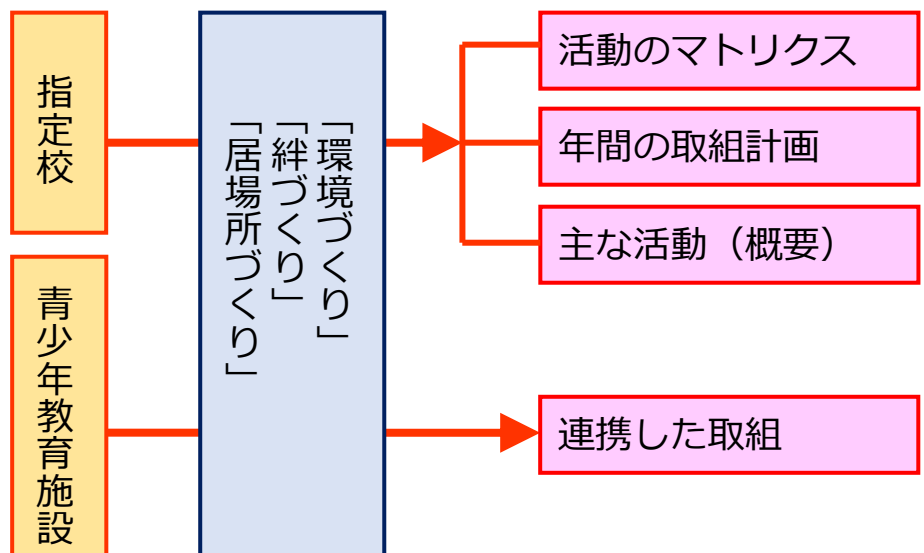 指定校
青少年教育施設
「環境づくり」
「絆づくり」
「居場所づくり」
活動のマトリクス
年間の取組計画
主な活動（概要）
連携した取組